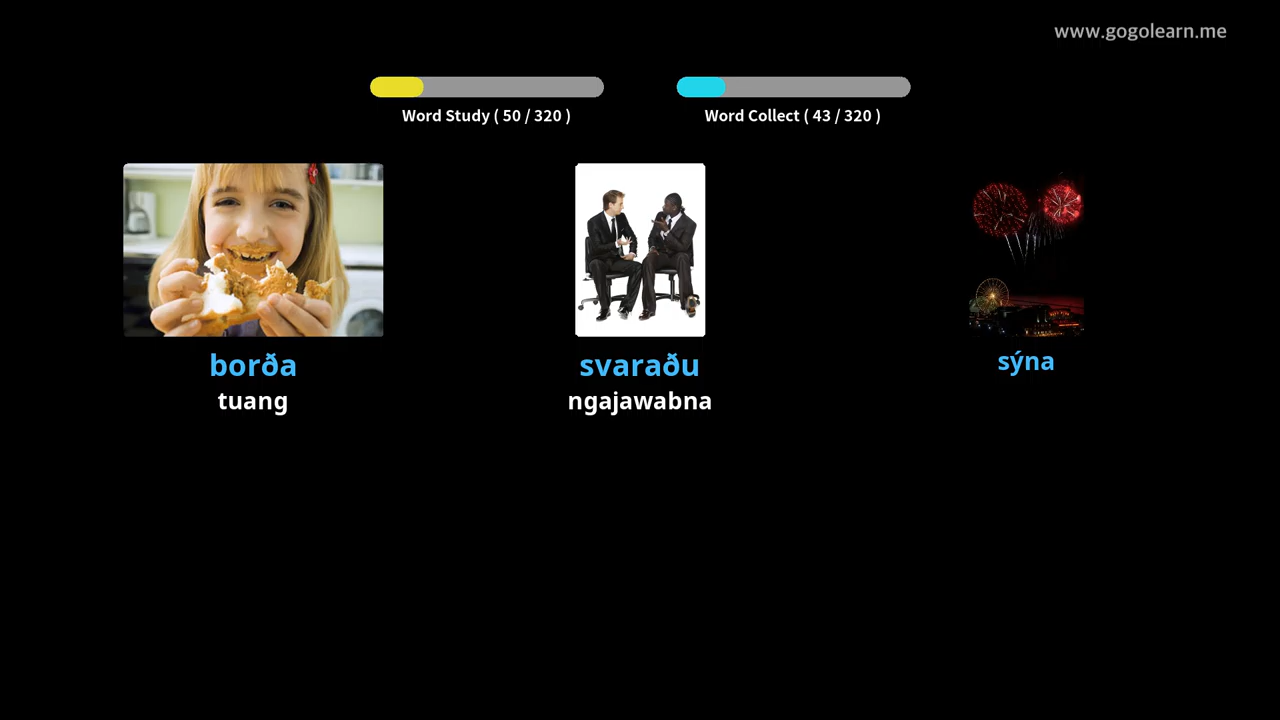 www.gogolearn.me
Word Study ( 50 / 320 )
Word Collect ( 43 / 320 )
borða
tuang
svaraðu
ngajawabna
sýna